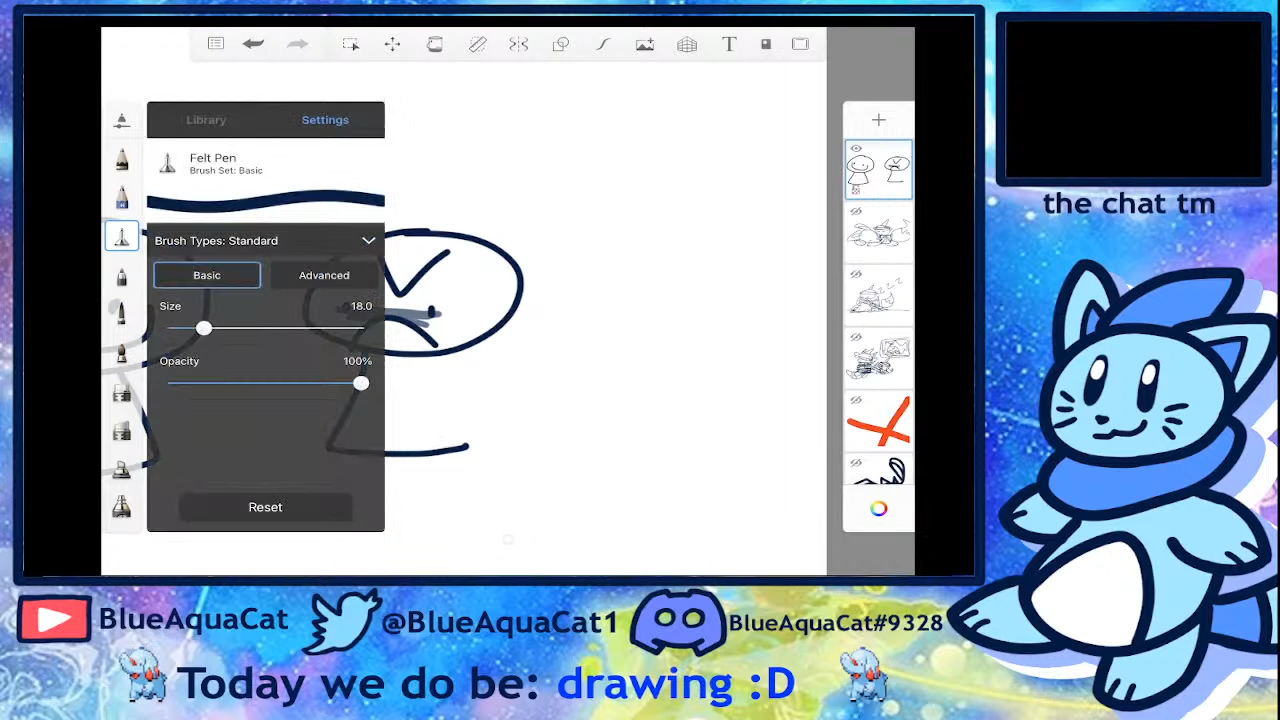 Library Settings
Felt Pen
Brush Set: Basic
Brush Types: Standard
Basic Advanced
Size 18.0
Opacity 100%
Reset
T
the chat tm
BlueAquaCat
@BlueAquaCat1
BlueAquaCat#9328
Today we do be: drawing :D